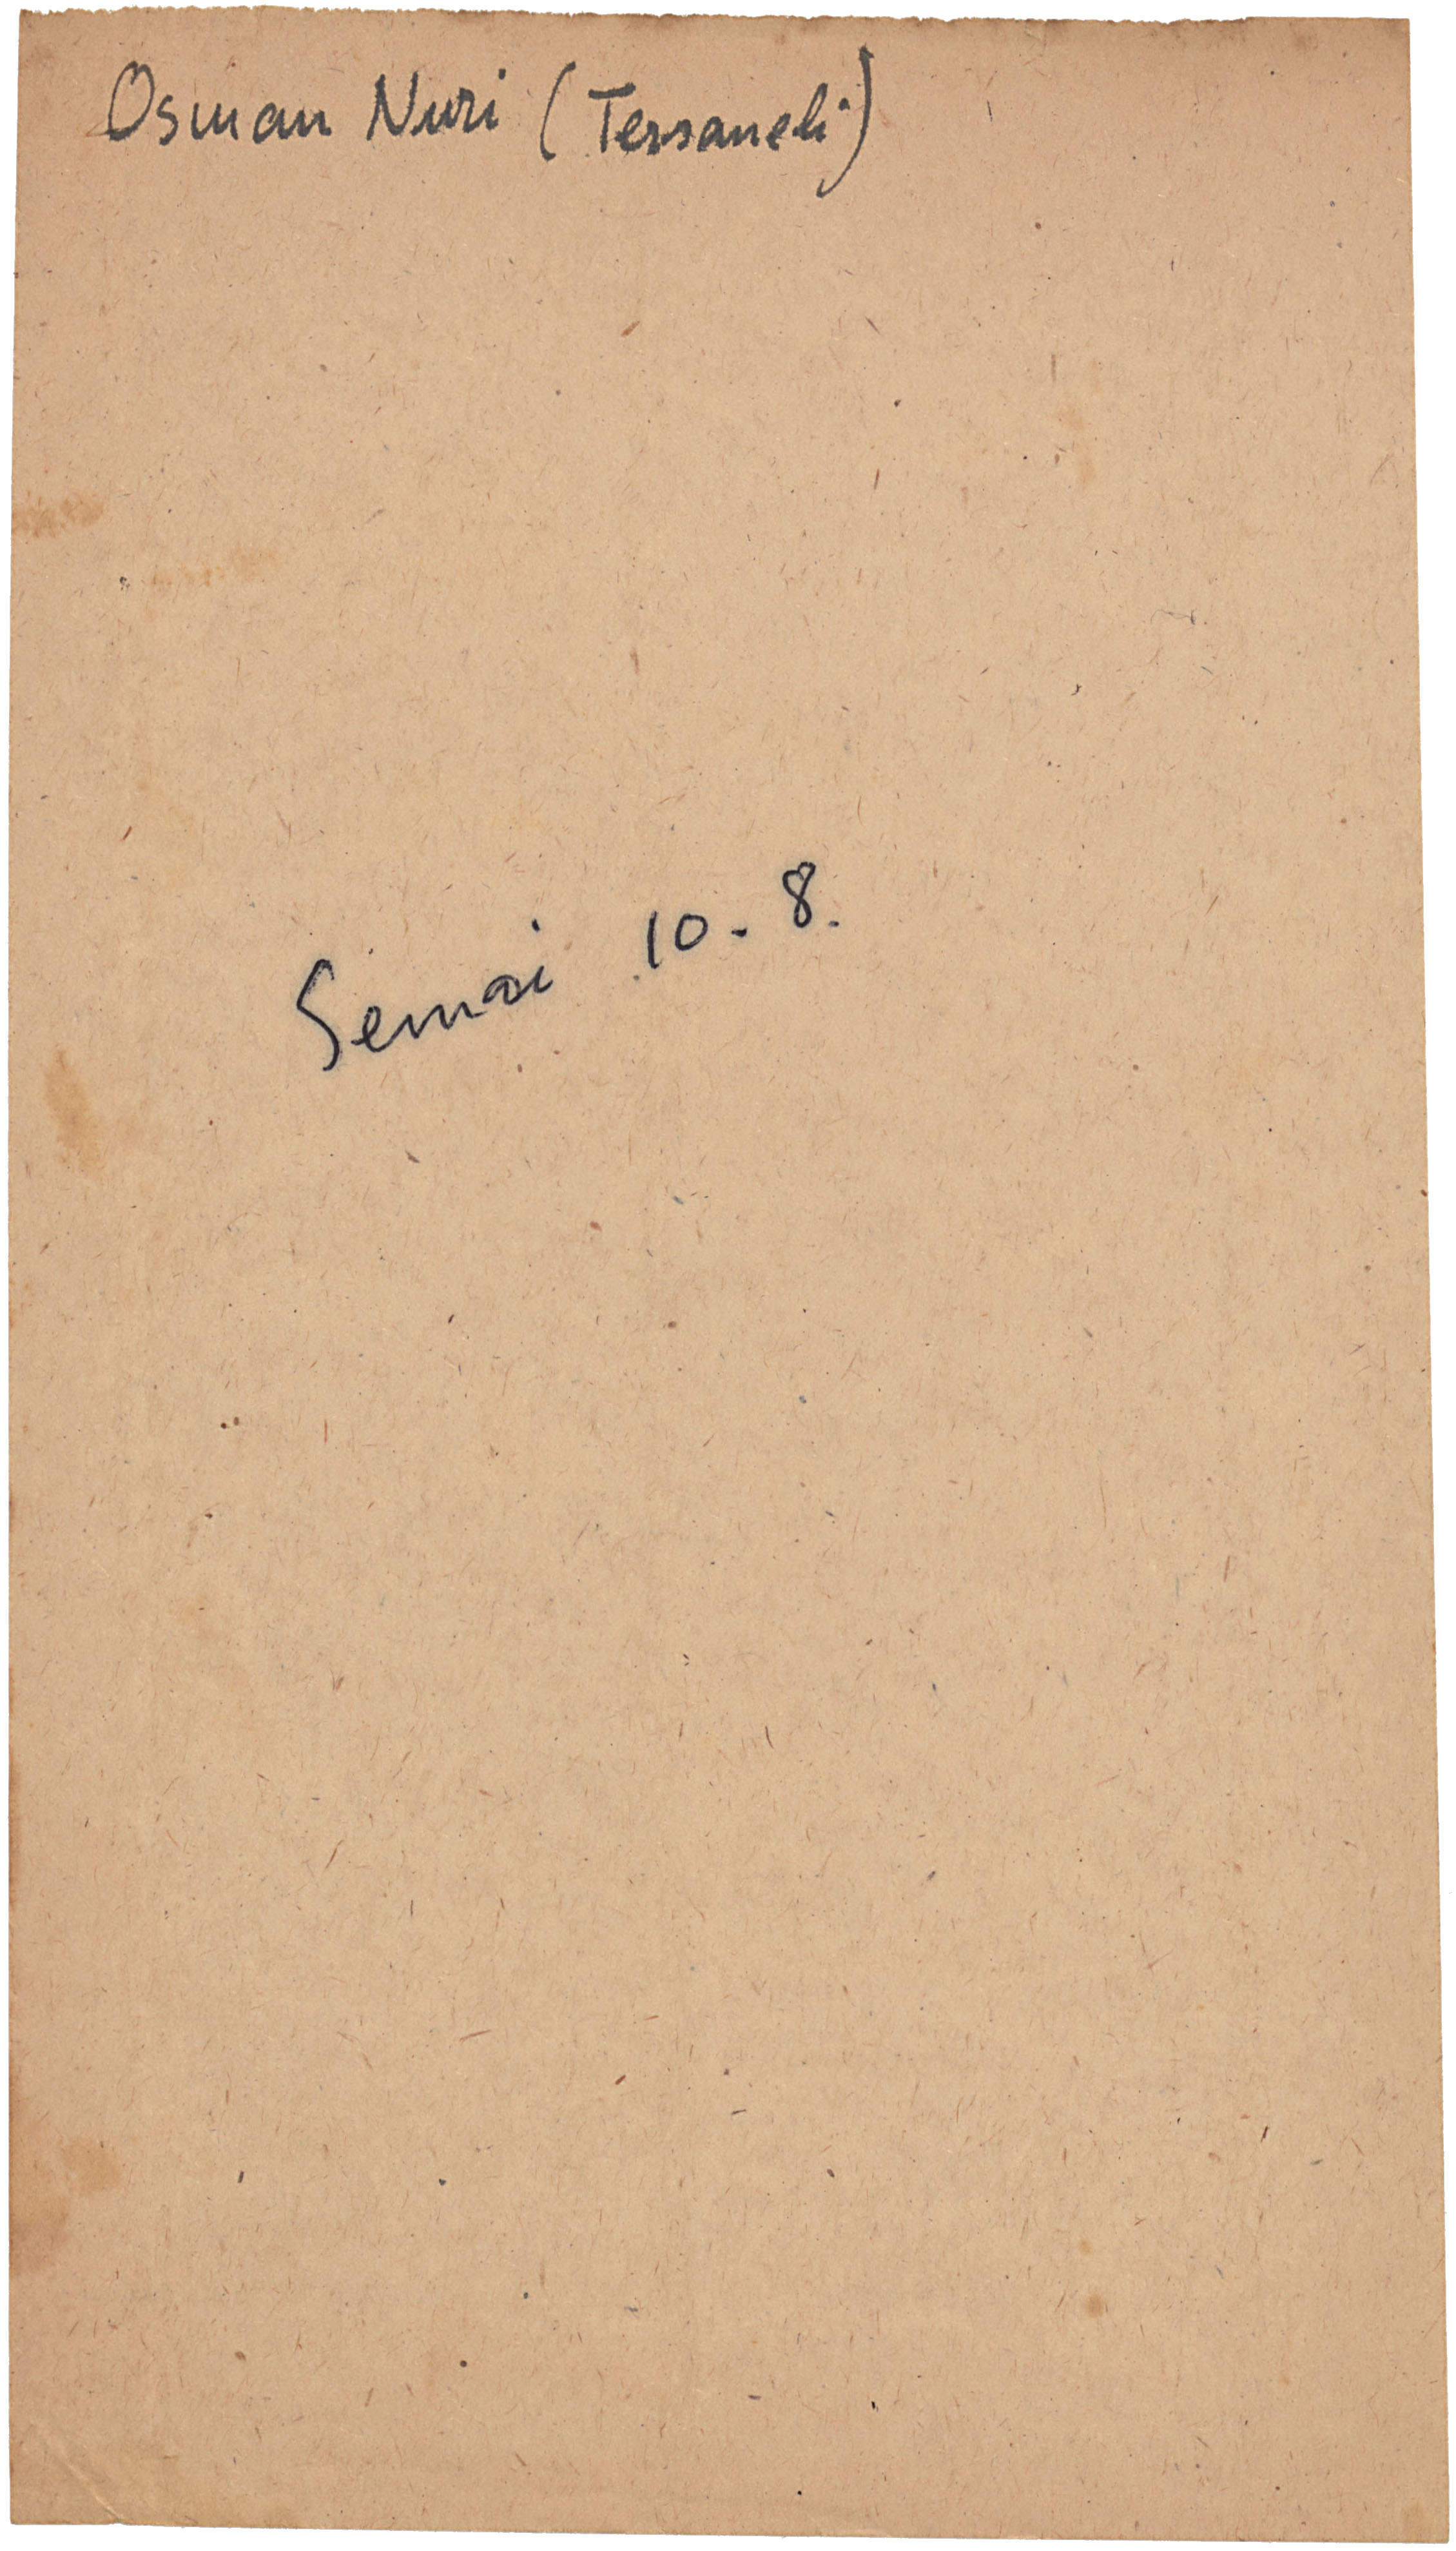 Osman Nuri (Tersaneli)
Semai 10-8.